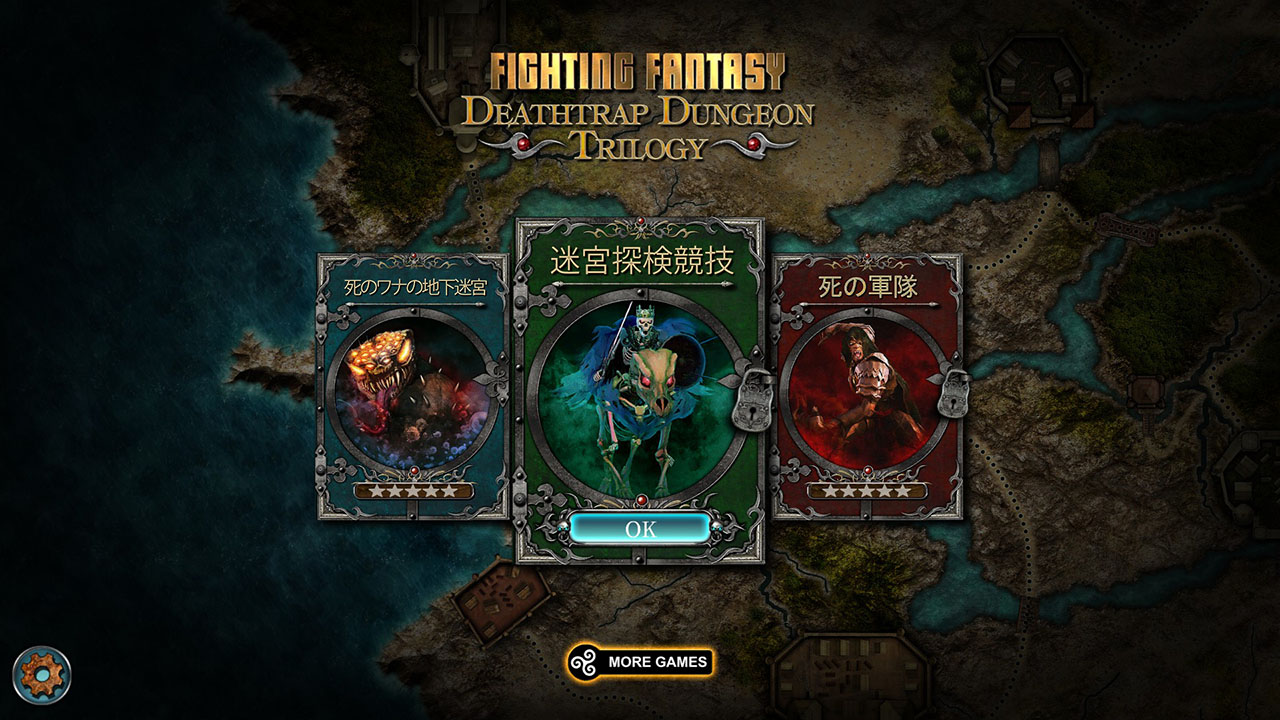 FIGHTING FANTASY
DEATHTRAP DUNGEON
TRILOGY
死のワナの地下迷宮
迷宮探検競技
死の軍隊
OK
MORE GAMES